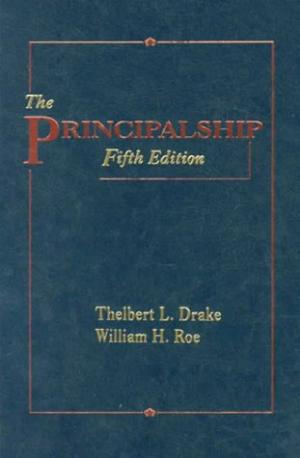 The
PRINCIPALSHIP
Fifth Edition
Thelbert L. Drake
William H. Roe